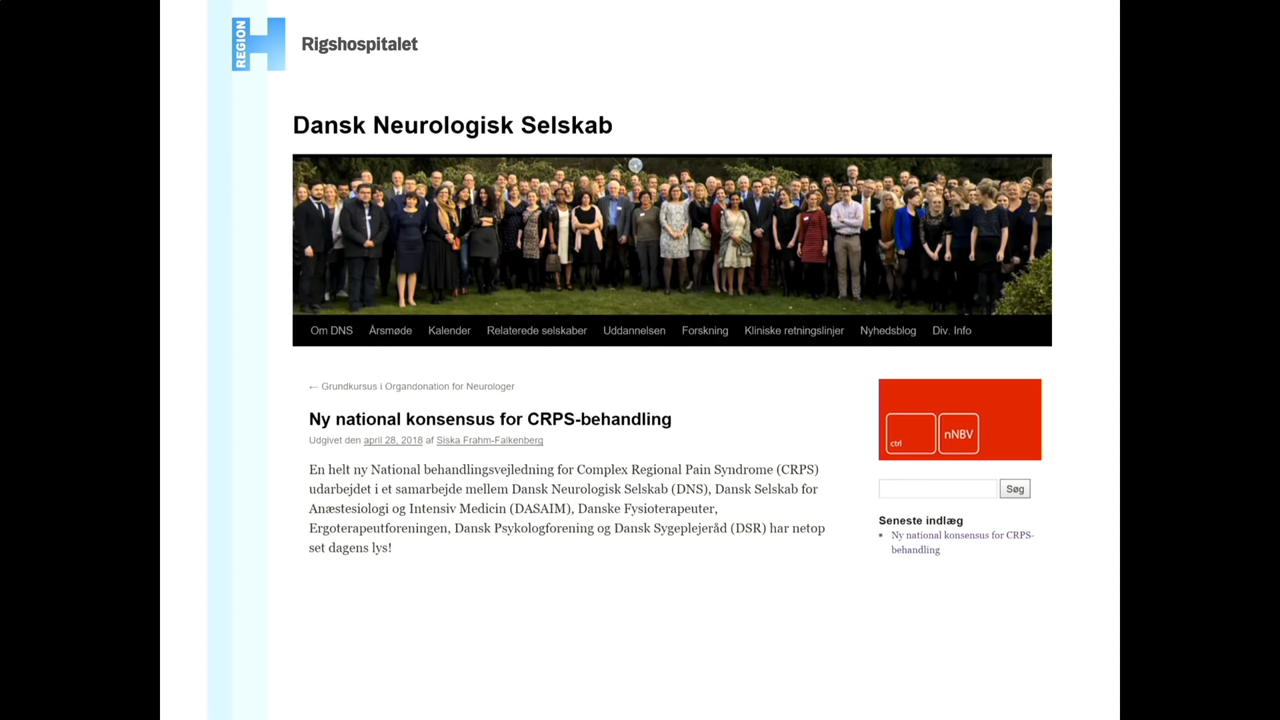 REGION
Rigshospitalet
Dansk Neurologisk Selskab
Om DNS Årsmøde Kalender Relaterede selskaber Uddannelsen Forskning Kliniske retningslinjer Nyhedsblog Div. Info
← Grundkursus i Organdonation for Neurologer
Ny national konsensus for CRPS-behandling
Udgivet den april 28, 2018 af Siska Frahm-Falkenberg
En helt ny National behandlingsvejledning for Complex Regional Pain Syndrome (CRPS)
udarbejdet i et samarbejde mellem Dansk Neurologisk Selskab (DNS), Dansk Selskab for
Anæstesiologi og Intensiv Medicin (DASAIM), Danske Fysioterapeuter,
Ergoterapeutforeningen, Dansk Psykologforening og Dansk Sygeplejeråd (DSR) har netop
set dagens lys!
ctrl nNBV
Søg
Seneste indlæg
Ny national konsensus for CRPS-
behandling